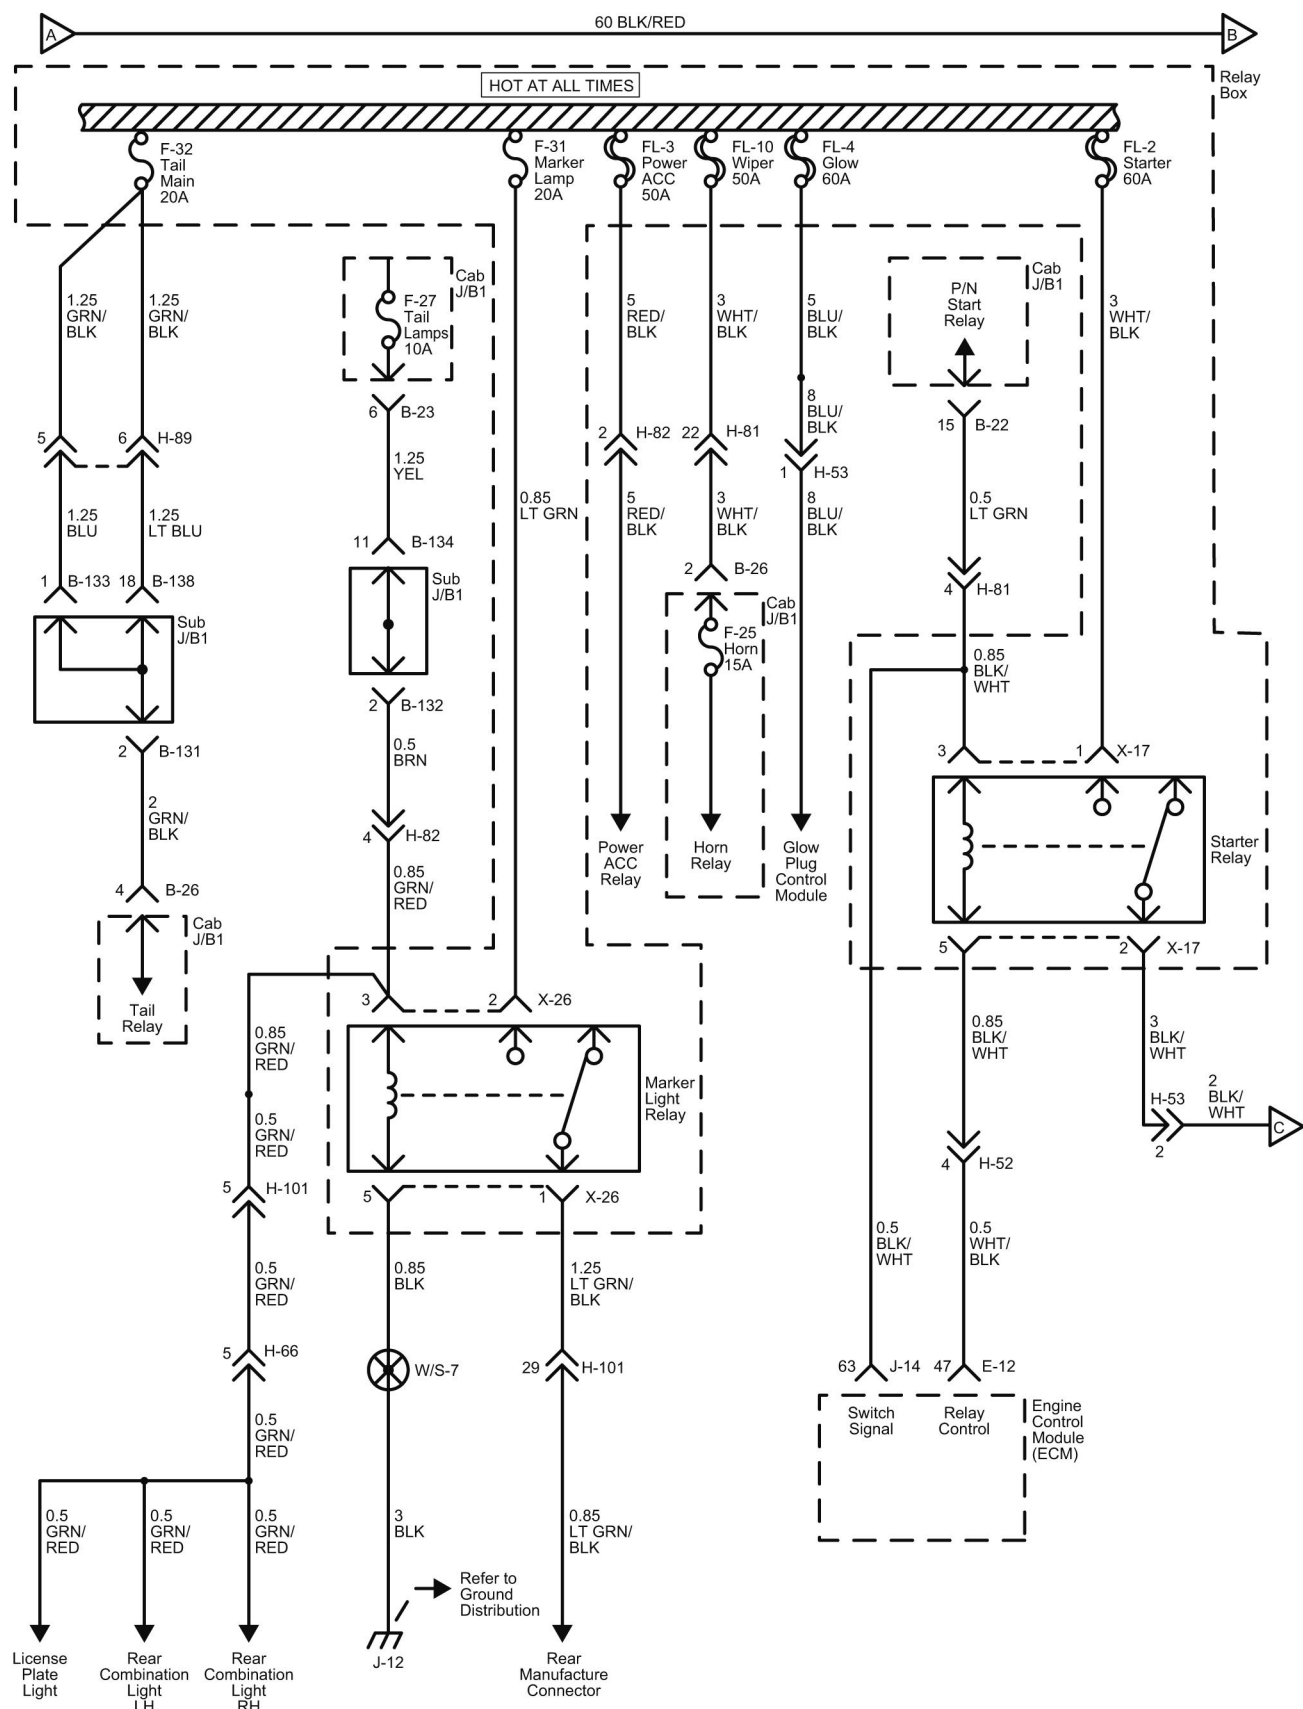 60 BLK/RED
A
B
HOT AT ALL TIMES
Relay
Box
F-32
Tail
Main
20A
F-31
Marker
Lamp
20A
FL-3
Power
ACC
50A
FL-10
Wiper
50A
FL-4
Glow
60A
FL-2
Starter
60A
1.25
GRN/
BLK
1.25
GRN/
BLK
F-27
Tail
Lamps
10A
Cab
J/B1
5
RED/
BLK
3
WHT/
BLK
5
BLU/
BLK
P/N
Start
Relay
Cab
J/B1
3
WHT/
BLK
8
BLU/
BLK
6
B-23
15
B-22
5
6
H-89
2
H-82
22
H-81
1
H-53
1.25
YEL
0.85
LT GRN
5
RED/
BLK
3
WHT/
BLK
8
BLU/
BLK
0.5
LT GRN
1.25
BLU
1.25
LT BLU
11
B-134
2
B-26
4
H-81
1
B-133
18
B-138
Sub
J/B1
Sub
J/B1
Cab
J/B1
F-25
Horn
15A
0.85
BLK/
WHT
2
B-132
2
B-131
3
1
X-17
0.5
BRN
2
GRN/
BLK
4
H-82
Power
ACC
Relay
Horn
Relay
Glow
Plug
Control
Module
Starter
Relay
0.85
GRN/
RED
4
B-26
Cab
J/B1
Tail
Relay
5
2
X-17
3
2
X-26
0.85
GRN/
RED
0.85
BLK/
WHT
3
BLK/
WHT
Marker
Light
Relay
2
BLK/
WHT
H-53
2
C
0.5
GRN/
RED
4
H-52
5
H-101
5
1
X-26
0.5
GRN/
RED
0.85
BLK
1.25
LT GRN/
BLK
0.5
BLK/
WHT
0.5
WHT/
BLK
5
H-66
W/S-7
29
H-101
63
J-14
47
E-12
0.5
GRN/
RED
Switch
Signal
Relay
Control
Engine
Control
Module
(ECM)
0.5
GRN/
RED
0.5
GRN/
RED
0.5
GRN/
RED
3
BLK
0.85
LT GRN/
BLK
Refer to
Ground
Distribution
License
Plate
Light
Rear
Combination
Light
LH
Rear
Combination
Light
RH
J-12
Rear
Manufacture
Connector